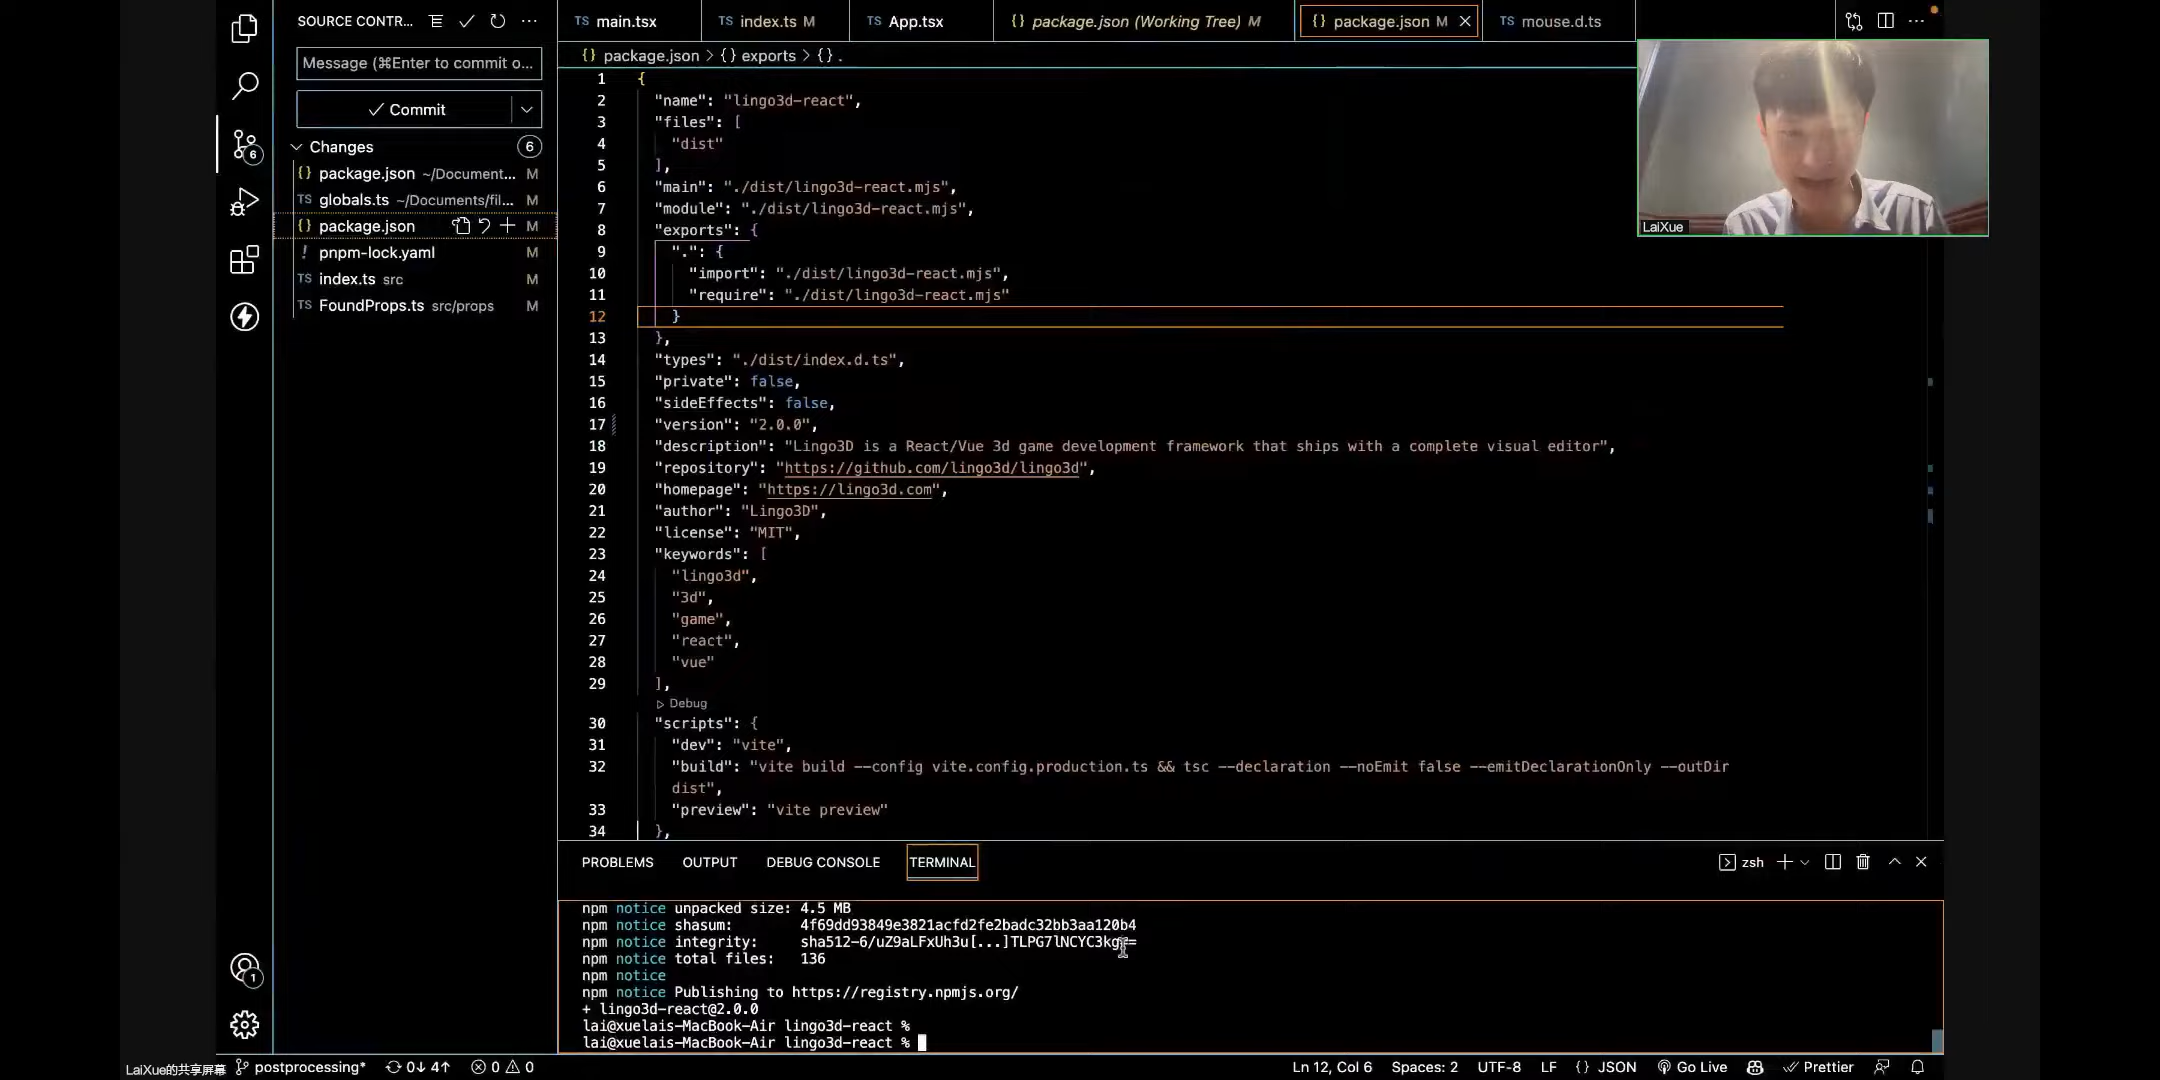 SOURCE CONTR...
main.tsx
index.ts M
App.tsx
package.json (Working Tree) M
package.json M
mouse.d.ts
Message (⌘Enter to commit o...
Commit
Changes 6
package.json ~/Document... M
globals.ts ~/Documents/fil... M
package.json M
pnpm-lock.yaml M
index.ts src M
FoundProps.ts src/props M
6
1
{} package.json > {} exports > {} .
1 {
2 "name": "lingo3d-react",
3 "files": [
4 "dist"
5 ],
6 "main": "./dist/lingo3d-react.mjs",
7 "module": "./dist/lingo3d-react.mjs",
8 "exports": {
9 ".": {
10 "import": "./dist/lingo3d-react.mjs",
11 "require": "./dist/lingo3d-react.mjs"
12 }
13 },
14 "types": "./dist/index.d.ts",
15 "private": false,
16 "sideEffects": false,
17 "version": "2.0.0",
18 "description": "Lingo3D is a React/Vue 3d game development framework that ships with a complete visual editor",
19 "repository": "https://github.com/lingo3d/lingo3d",
20 "homepage": "https://lingo3d.com",
21 "author": "Lingo3D",
22 "license": "MIT",
23 "keywords": [
24 "lingo3d",
25 "3d",
26 "game",
27 "react",
28 "vue"
29 ],
Debug
30 "scripts": {
31 "dev": "vite",
32 "build": "vite build --config vite.config.production.ts && tsc --declaration --noEmit false --emitDeclarationOnly --outDir
dist",
33 "preview": "vite preview"
34 },
LaiXue
PROBLEMS OUTPUT DEBUG CONSOLE TERMINAL
zsh
npm notice unpacked size: 4.5 MB
npm notice shasum: 4f69dd93849e3821acfd2fe2badc32bb3aa120b4
npm notice integrity: sha512-6/uZ9aLFxUh3u[...]TLPG7lNCYC3kg==
npm notice total files: 136
npm notice
npm notice Publishing to https://registry.npmjs.org/
+ lingo3d-react@2.0.0
lai@xuelais-MacBook-Air lingo3d-react %
lai@xuelais-MacBook-Air lingo3d-react %
LaiXue的共享屏幕
postprocessing* 0↓ 4↑ 0 0
Ln 12, Col 6 Spaces: 2 UTF-8 LF {} JSON Go Live Prettier